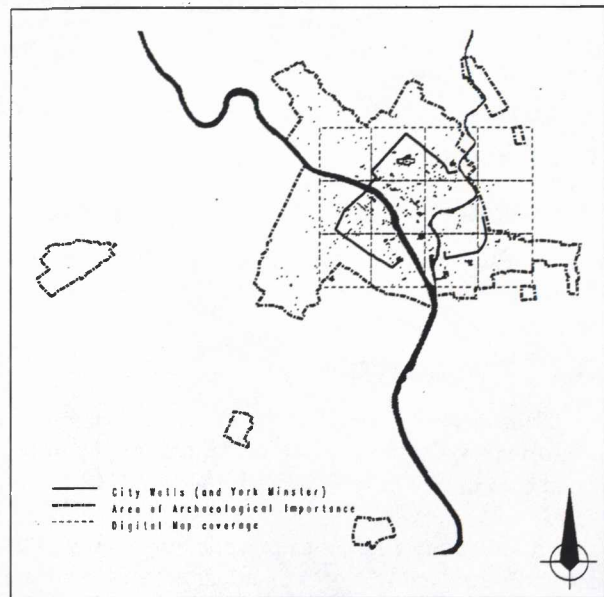 City Walls (and York Minster)
Area of Archaeological Importance
Digital Map coverage